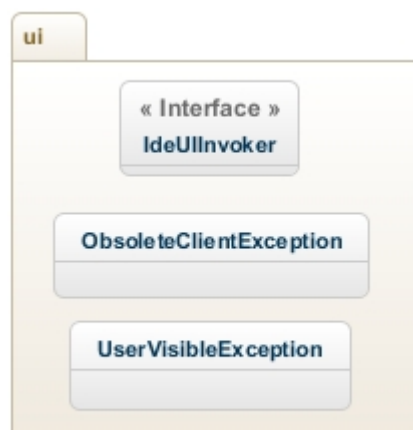 ui
« Interface »
IdeUIInvoker
ObsoleteClientException
UserVisibleException